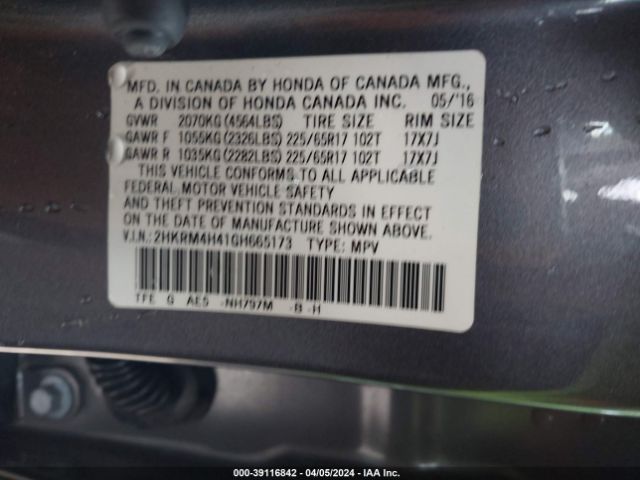 MFD. IN CANADA BY HONDA OF CANADA MFG.,
A DIVISION OF HONDA CANADA INC. 05/'16
GVWR 2070KG(4564LBS) TIRE SIZE RIM SIZE
GAWR F 1055KG(2326LBS) 225/65R17 102T 17X7J
GAWR R 1035KG(2282LBS) 225/65R17 102T 17X7J
THIS VEHICLE CONFORMS TO ALL APPLICABLE
FEDERAL MOTOR VEHICLE SAFETY
AND THEFT PREVENTION STANDARDS IN EFFECT
ON THE DATE OF MANUFACTURE SHOWN ABOVE.
V.I.N.:2HKRM4H41GH665173 TYPE: MPV
TFE G AE5 -NH797M -B -H
000-39116842 - 04/05/2024 - IAA Inc.